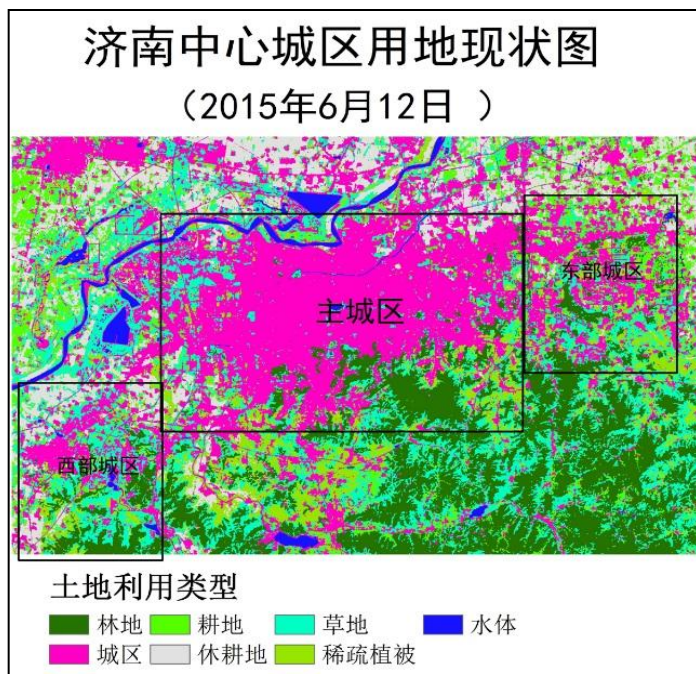 济南中心城区用地现状图
（2015年6月12日 ）
东部城区
主城区
西部城区
土地利用类型
林地 耕地 草地 水体
城区 休耕地 稀疏植被